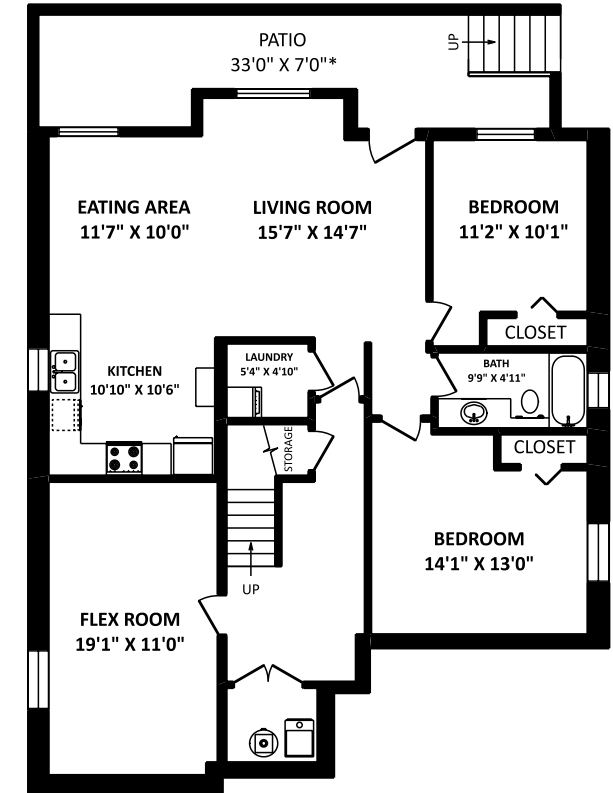 PATIO
33'0" X 7'0"*
UP
EATING AREA
11'7" X 10'0"
LIVING ROOM
15'7" X 14'7"
BEDROOM
11'2" X 10'1"
CLOSET
LAUNDRY
5'4" X 4'10"
KITCHEN
10'10" X 10'6"
BATH
9'9" X 4'11"
STORAGE
CLOSET
BEDROOM
14'1" X 13'0"
UP
FLEX ROOM
19'1" X 11'0"